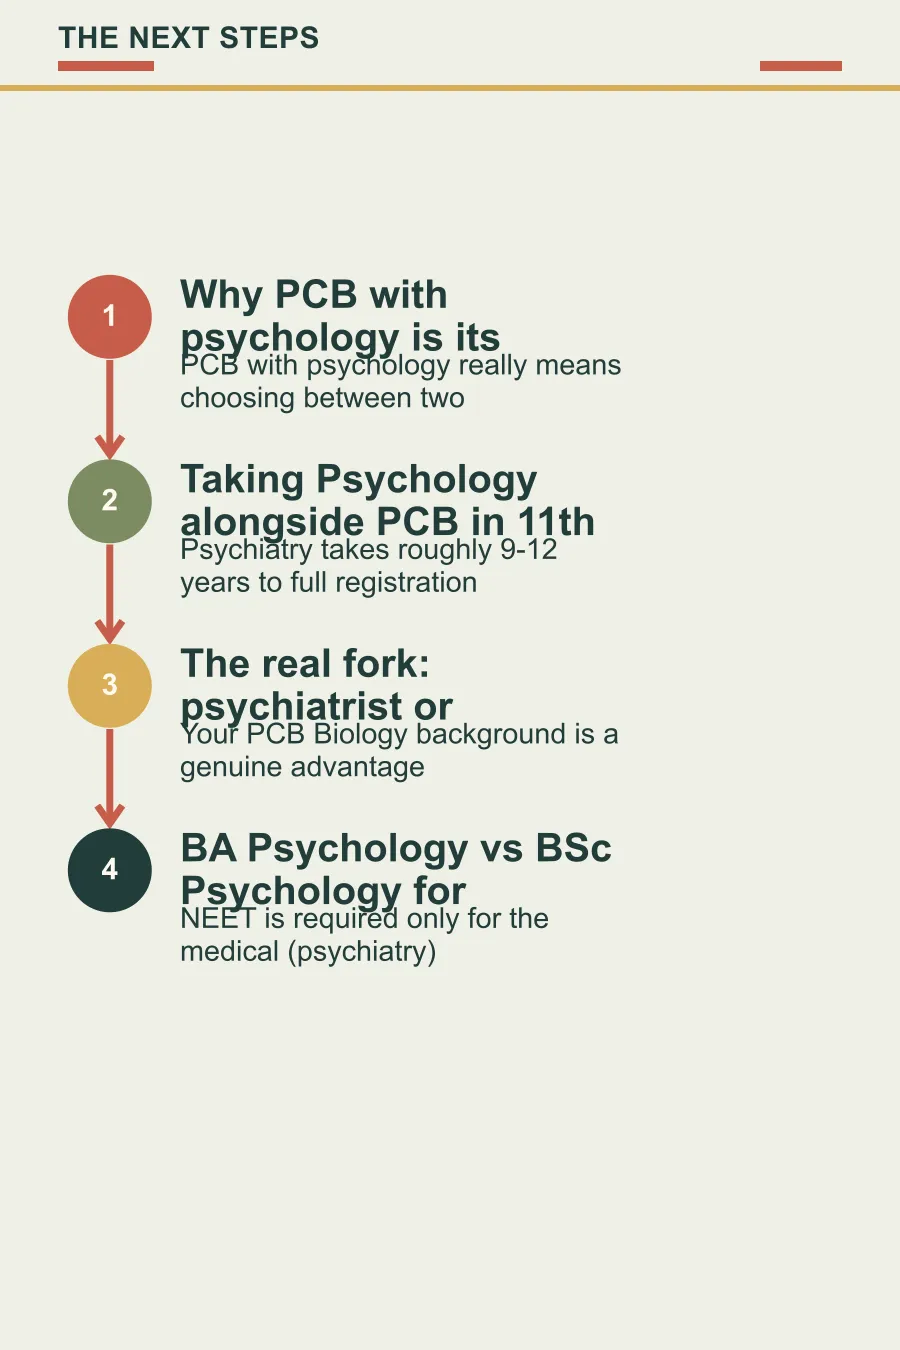 THE NEXT STEPS
1
Why PCB with
psychology is its
PCB with psychology really means
choosing between two
2
Taking Psychology
alongside PCB in 11th
Psychiatry takes roughly 9-12
years to full registration
3
The real fork:
psychiatrist or
Your PCB Biology background is a
genuine advantage
4
BA Psychology vs BSc
Psychology for
NEET is required only for the
medical (psychiatry)